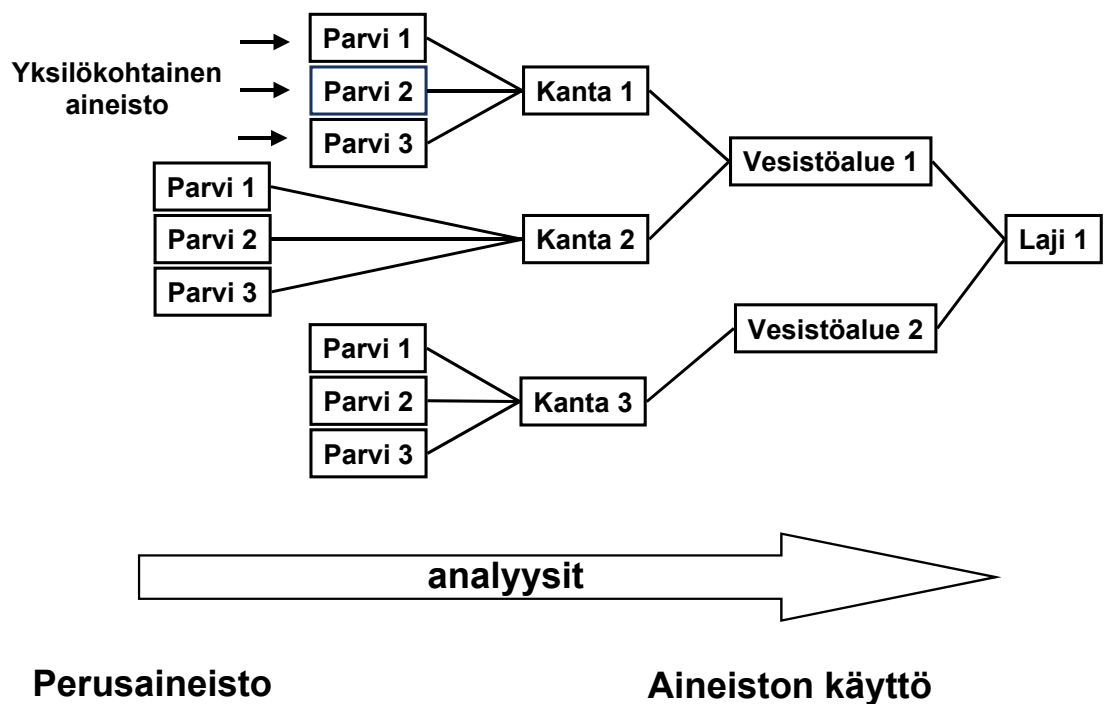 Yksilökohtainen
aineisto
Parvi 1
Parvi 2
Parvi 3
Kanta 1
Parvi 1
Parvi 2
Parvi 3
Kanta 2
Parvi 1
Parvi 2
Parvi 3
Kanta 3
Vesistöalue 1
Vesistöalue 2
Laji 1
analyysit
Perusaineisto
Aineiston käyttö